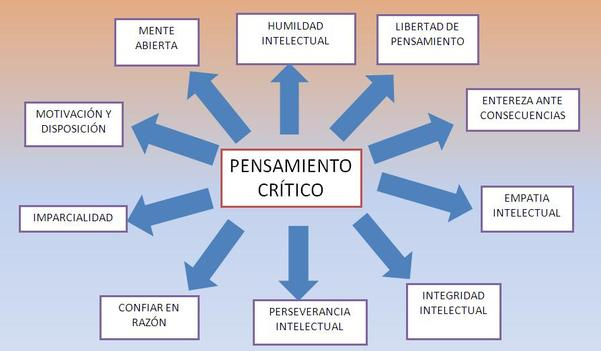 MENTE
ABIERTA
HUMILDAD
INTELECTUAL
LIBERTAD DE
PENSAMIENTO
MOTIVACIÓN Y
DISPOSICIÓN
ENTEREZA ANTE
CONSECUENCIAS
PENSAMIENTO
CRÍTICO
IMPARCIALIDAD
EMPATIA
INTELECTUAL
CONFIAR EN
RAZÓN
PERSEVERANCIA
INTELECTUAL
INTEGRIDAD
INTELECTUAL